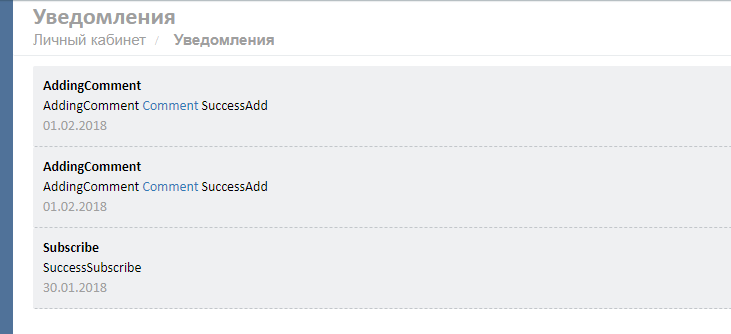 Уведомления
Личный кабинет / Уведомления
AddingComment
AddingComment Comment SuccessAdd
01.02.2018
AddingComment
AddingComment Comment SuccessAdd
01.02.2018
Subscribe
SuccessSubscribe
30.01.2018